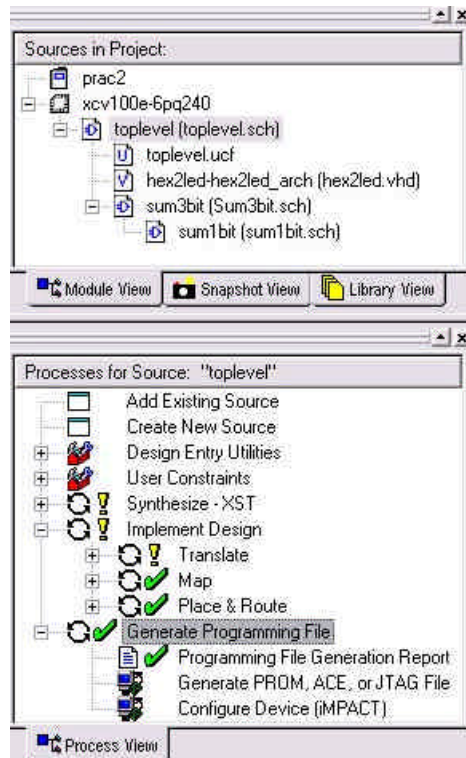 Sources in Project:
prac2
xcv100e-6pq240
toplevel (toplevel.sch)
toplevel.ucf
hex2led-hex2led_arch (hex2led.vhd)
sum3bit (Sum3bit.sch)
sum1bit (sum1bit.sch)
Module View Snapshot View Library View
Processes for Source: "toplevel"
Add Existing Source
Create New Source
Design Entry Utilities
User Constraints
Synthesize - XST
Implement Design
Translate
Map
Place & Route
Generate Programming File
Programming File Generation Report
Generate PROM, ACE, or JTAG File
Configure Device (iMPACT)
Process View